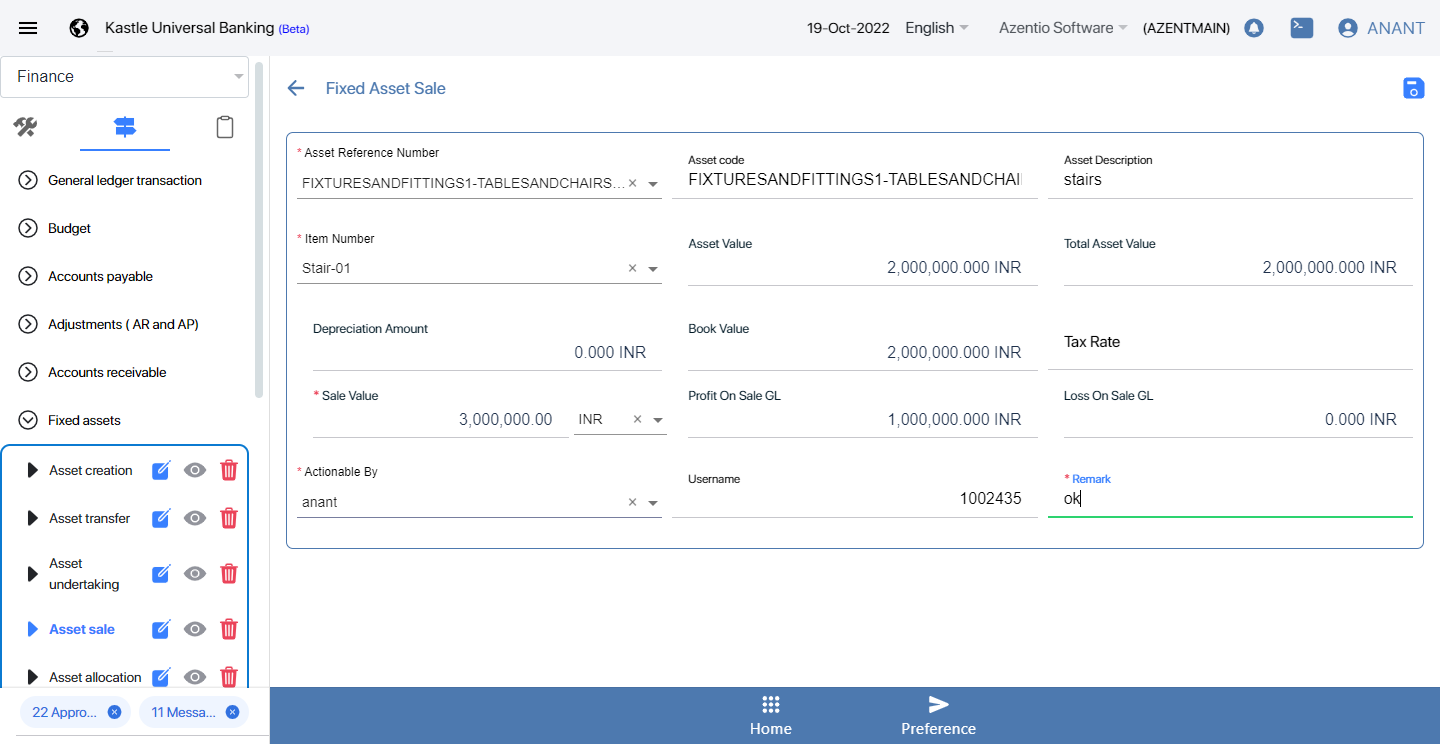 Kastle Universal Banking (Beta)
19-Oct-2022 English Azentio Software (AZENTMAIN) ANANT
Finance
General ledger transaction
Budget
Accounts payable
Adjustments ( AR and AP)
Accounts receivable
Fixed assets
Asset creation
Asset transfer
Asset
undertaking
Asset sale
Asset allocation
22 Appro... 11 Messa...
Fixed Asset Sale
* Asset Reference Number
FIXTURESANDFITTINGS1-TABLESANDCHAIRS...
Asset code
FIXTURESANDFITTINGS1-TABLESANDCHAI
Asset Description
stairs
* Item Number
Stair-01
Asset Value
2,000,000.000 INR
Total Asset Value
2,000,000.000 INR
Depreciation Amount
0.000 INR
Book Value
2,000,000.000 INR
Tax Rate
* Sale Value
3,000,000.00 INR
Profit On Sale GL
1,000,000.000 INR
Loss On Sale GL
0.000 INR
* Actionable By
anant
Username
1002435
* Remark
ok
Home
Preference